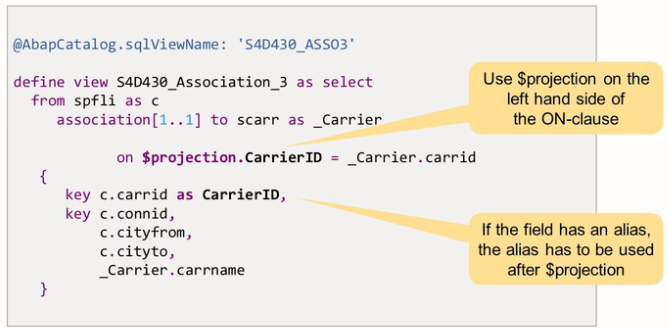 @AbapCatalog.sqlViewName: 'S4D430_ASSO3'
define view S4D430_Association_3 as select
from spfli as c
association[1..1] to scarr as _Carrier
on $projection.CarrierID = _Carrier.carrid
{
key c.carrid as CarrierID,
key c.connid,
c.cityfrom,
c.cityto,
_Carrier.carrname
}
Use $projection on the
left hand side of
the ON-clause
If the field has an alias,
the alias has to be used
after $projection